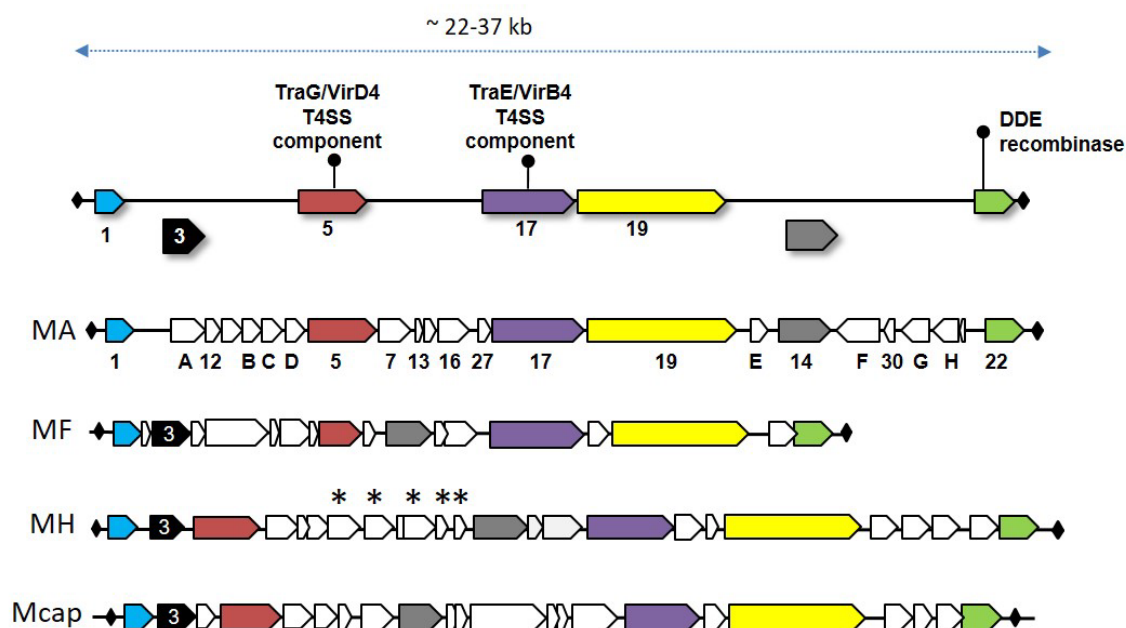 ~ 22-37 kb
TraG/VirD4
T4SS
component
TraE/VirB4
T4SS
component
DDE
recombinase
1 3 5 17 19
MA
1 A 12 B C D 5 7 13 16 27 17 19 E 14 F 30 G H 22
MF 3
* * * * *
MH 3
Mcap 3